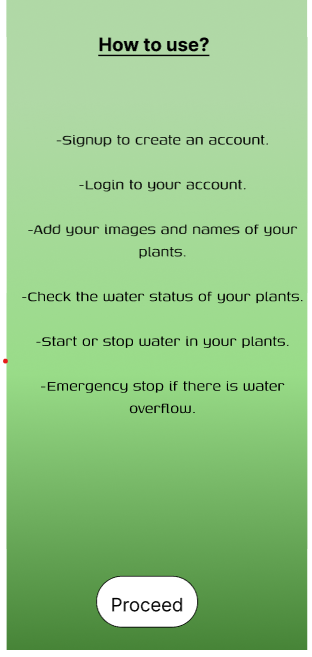 How to use?
-Signup to create an account.
-Login to your account.
-Add your images and names of your
plants.
-Check the water status of your plants.
-Start or stop water in your plants.
-Emergency stop if there is water
overflow.
Proceed